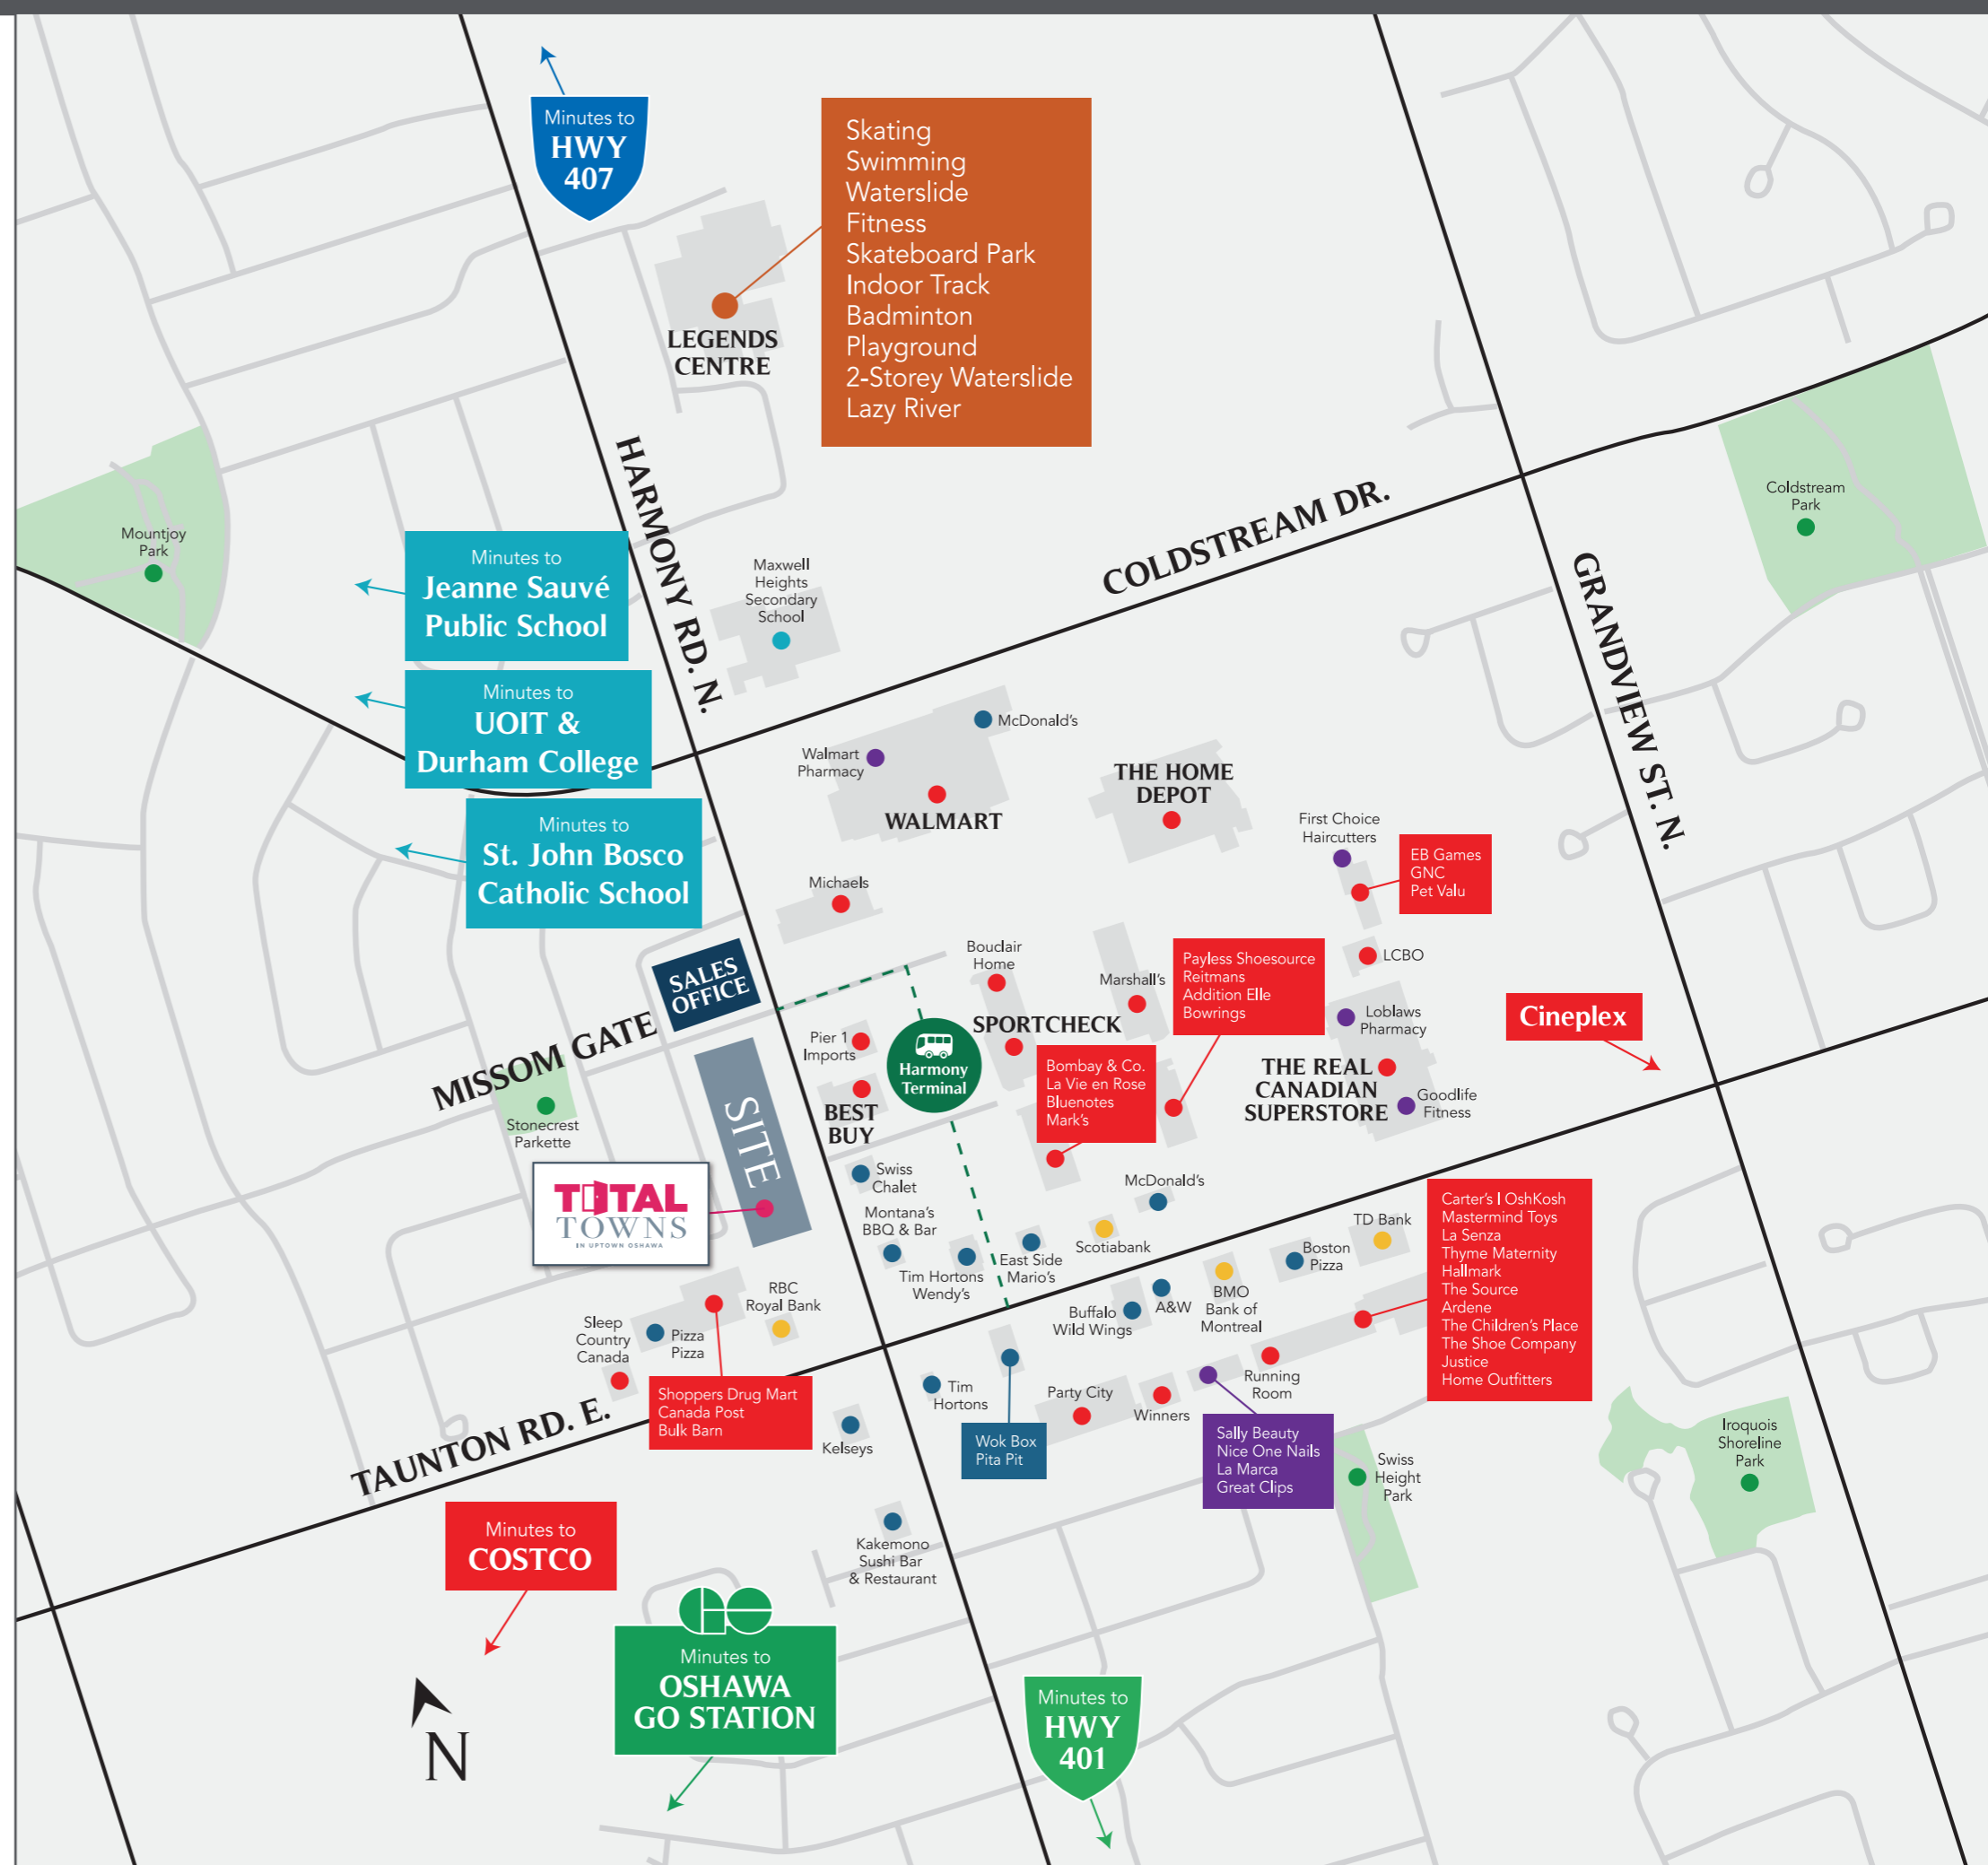 Minutes to
HWY
407
Skating
Swimming
Waterslide
Fitness
Skateboard Park
Indoor Track
Badminton
Playground
2-Storey Waterslide
Lazy River
LEGENDS
CENTRE
HARMONY RD. N.
COLDSTREAM DR.
GRANDVIEW ST. N.
Coldstream
Park
Mountjoy
Park
Minutes to
Jeanne Sauvé
Public School
Minutes to
UOIT &
Durham College
Minutes to
St. John Bosco
Catholic School
Maxwell
Heights
Secondary
School
McDonald's
Walmart
Pharmacy
WALMART
THE HOME
DEPOT
First Choice
Haircutters
EB Games
GNC
Pet Valu
Michaels
LCBO
Bouclair
Home
Marshall's
Payless Shoesource
Reitmans
Addition Elle
Bowrings
SALES
OFFICE
MISSOM GATE
Pier 1
Imports
Harmony
Terminal
SPORTCHECK
Loblaws
Pharmacy
Cineplex
Bombay & Co.
La Vie en Rose
Bluenotes
Mark's
THE REAL
CANADIAN
SUPERSTORE
Goodlife
Fitness
BEST
BUY
SITE
Stonecrest
Parkette
TOTAL
TOWNS
IN UPTOWN OSHAWA
Swiss
Chalet
Montana's
BBQ & Bar
Tim Hortons
Wendy's
East Side
Mario's
Scotiabank
McDonald's
TD Bank
Boston
Pizza
Carter's | OshKosh
Mastermind Toys
La Senza
Thyme Maternity
Hallmark
The Source
Ardene
The Children's Place
The Shoe Company
Justice
Home Outfitters
RBC
Royal Bank
Sleep
Country
Canada
Pizza
Pizza
Buffalo
Wild Wings
A&W
BMO
Bank of
Montreal
Running
Room
Shoppers Drug Mart
Canada Post
Bulk Barn
Tim
Hortons
Party City
Winners
Kelseys
Wok Box
Pita Pit
Sally Beauty
Nice One Nails
La Marca
Great Clips
Swiss
Height
Park
Iroquois
Shoreline
Park
TAUNTON RD. E.
Minutes to
COSTCO
Kakemono
Sushi Bar
& Restaurant
GO
Minutes to
OSHAWA
GO STATION
Minutes to
HWY
401
N